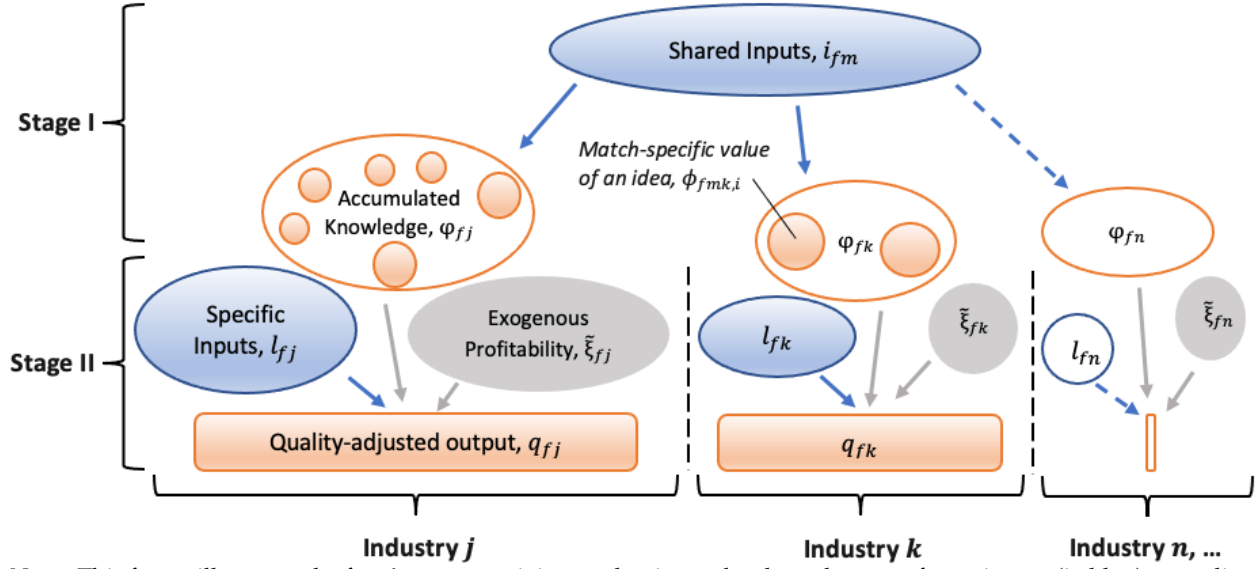 Shared Inputs, i_fm
Stage I
Match-specific value
of an idea, ϕ_fmk,i
Accumulated
Knowledge, φ_fj
φ_fk
φ_fn
Specific
Inputs, l_fj
Exogenous
Profitability, ξ̃_fj
l_fk
ξ̃_fk
l_fn
ξ̃_fn
Stage II
Quality-adjusted output, q_fj
q_fk
Industry j
Industry k
Industry n, ...